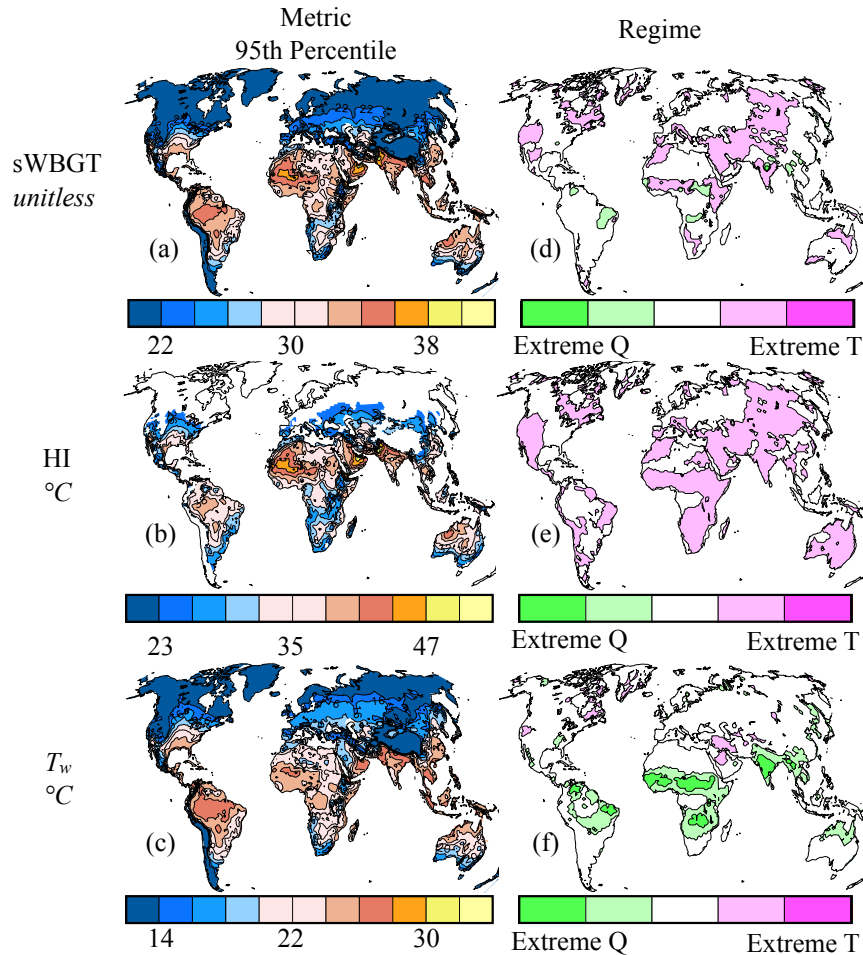 Metric
95th Percentile
Regime
sWBGT
unitless
(a)
(d)
22 30 38
Extreme Q Extreme T
HI
°C
(b)
(e)
23 35 47
Extreme Q Extreme T
Tw
°C
(c)
(f)
14 22 30
Extreme Q Extreme T